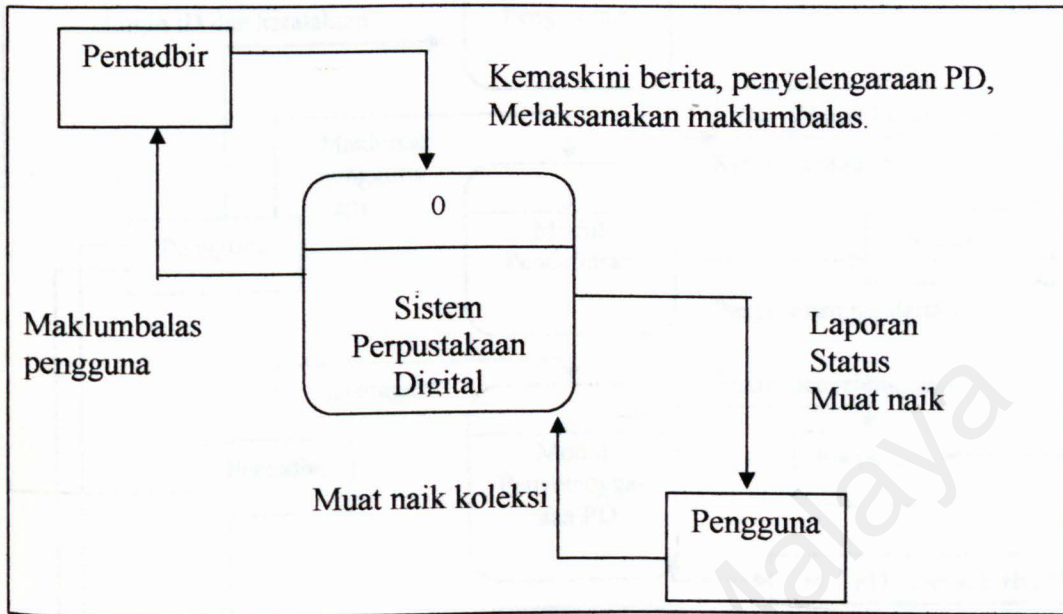 Pentadbir
Kemaskini berita, penyelengaraan PD,
Melaksanakan maklumbalas.
0
Sistem
Perpustakaan
Digital
Maklumbalas
pengguna
Laporan
Status
Muat naik
Muat naik koleksi
Pengguna
Malaya